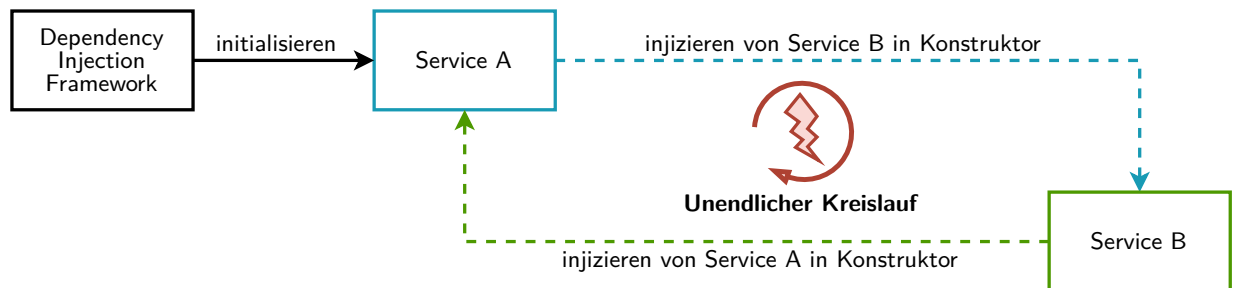 Dependency
Injection
Framework
initialisieren
Service A
injizieren von Service B in Konstruktor
Unendlicher Kreislauf
injizieren von Service A in Konstruktor
Service B